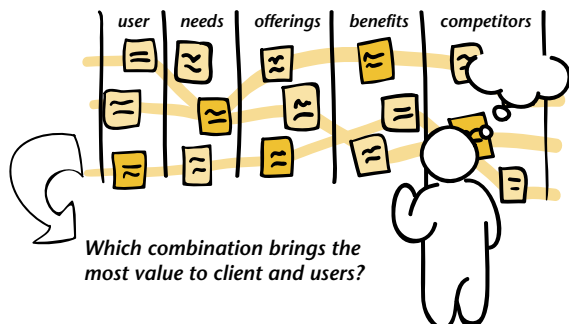 user needs offerings benefits competitors
Which combination brings the
most value to client and users?